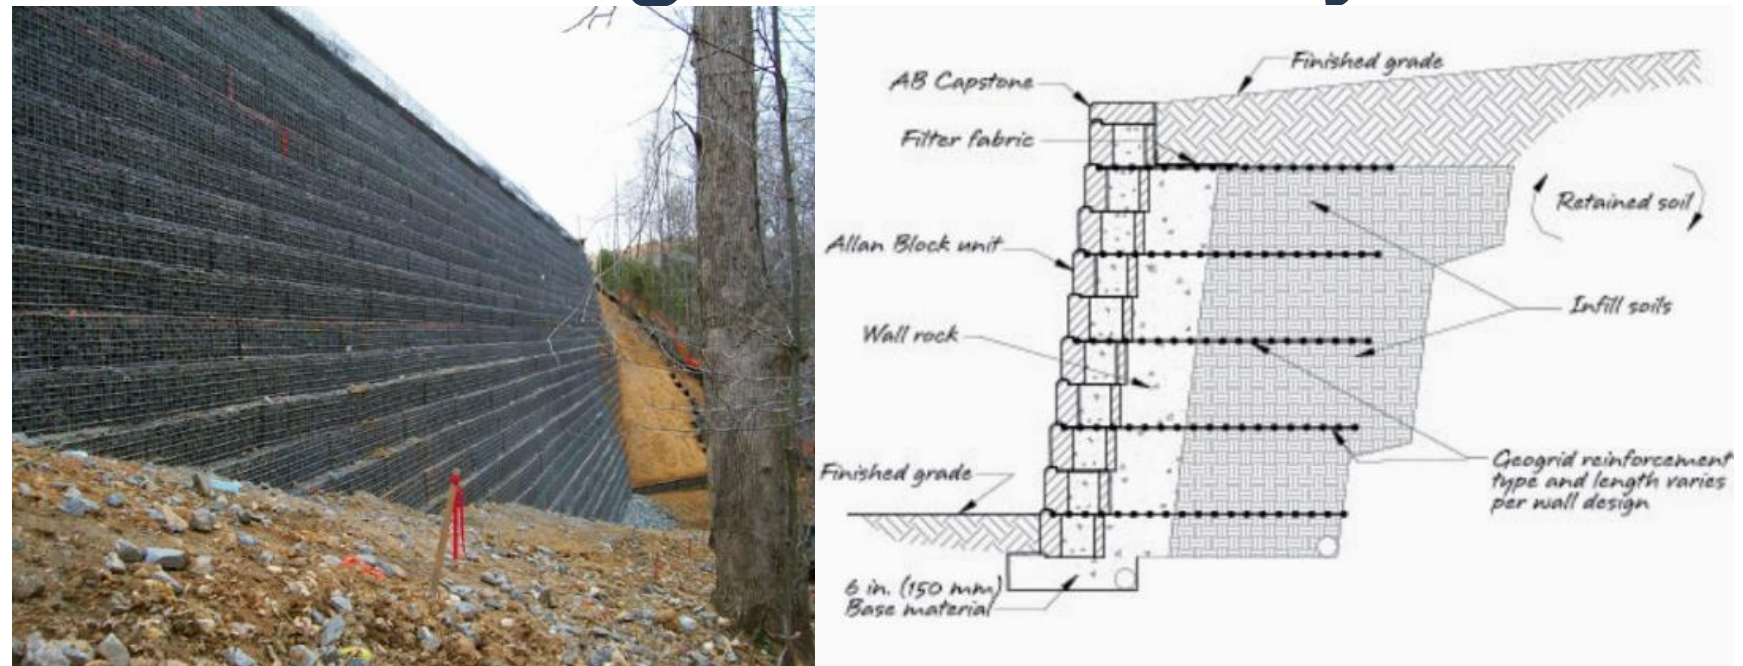 Finished grade
AB Capstone
Filter fabric
Retained soil
Allan Block unit
Infill soils
Wall rock
Geogrid reinforcement
type and length varies
per wall design
Finished grade
6 in. (150 mm)
Base material